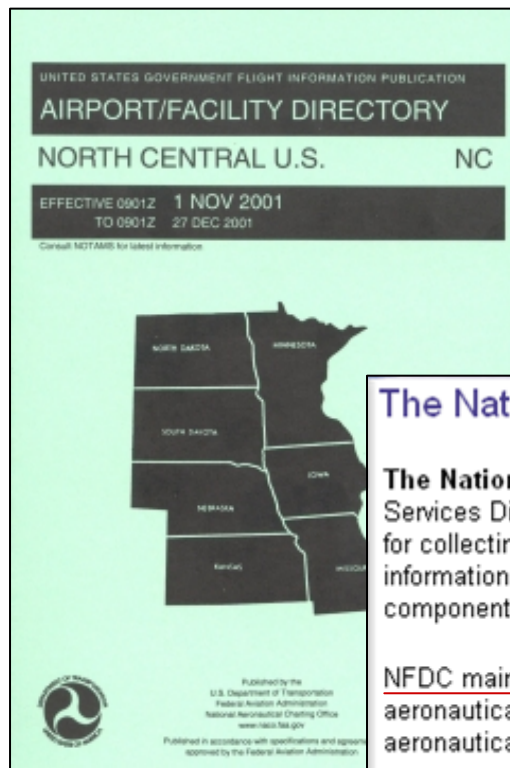 UNITED STATES GOVERNMENT FLIGHT INFORMATION PUBLICATION
AIRPORT/FACILITY DIRECTORY
NORTH CENTRAL U.S. NC
EFFECTIVE 0901Z 1 NOV 2001
TO 0901Z 27 DEC 2001
Consult NOTAMS for latest information
NORTH DAKOTA
MINNESOTA
SOUTH DAKOTA
IOWA
NEBRASKA
KANSAS
MISSOU
Published by the
U.S. Department of Transportation
Federal Aviation Administration
National Aeronautical Charting Office
www.naco.faa.gov
Published in accordance with specifications and agreem
approved by the Federal Aviation Administration
The Nat
The Nation
Services Di
for collectin
information
component
NFDC main
aeronautica
aeronautica